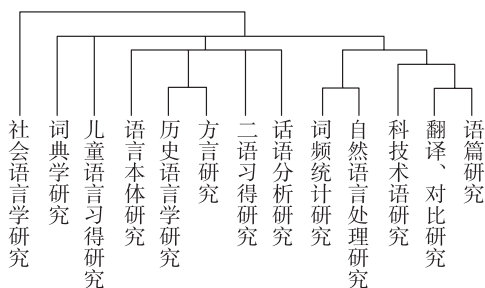 社会语言学研究
词典学研究
儿童语言习得研究
语言本体研究
历史语言学研究
方言研究
二语习得研究
话语分析研究
词频统计研究
自然语言处理研究
科技术语研究
翻译、对比研究
语篇研究